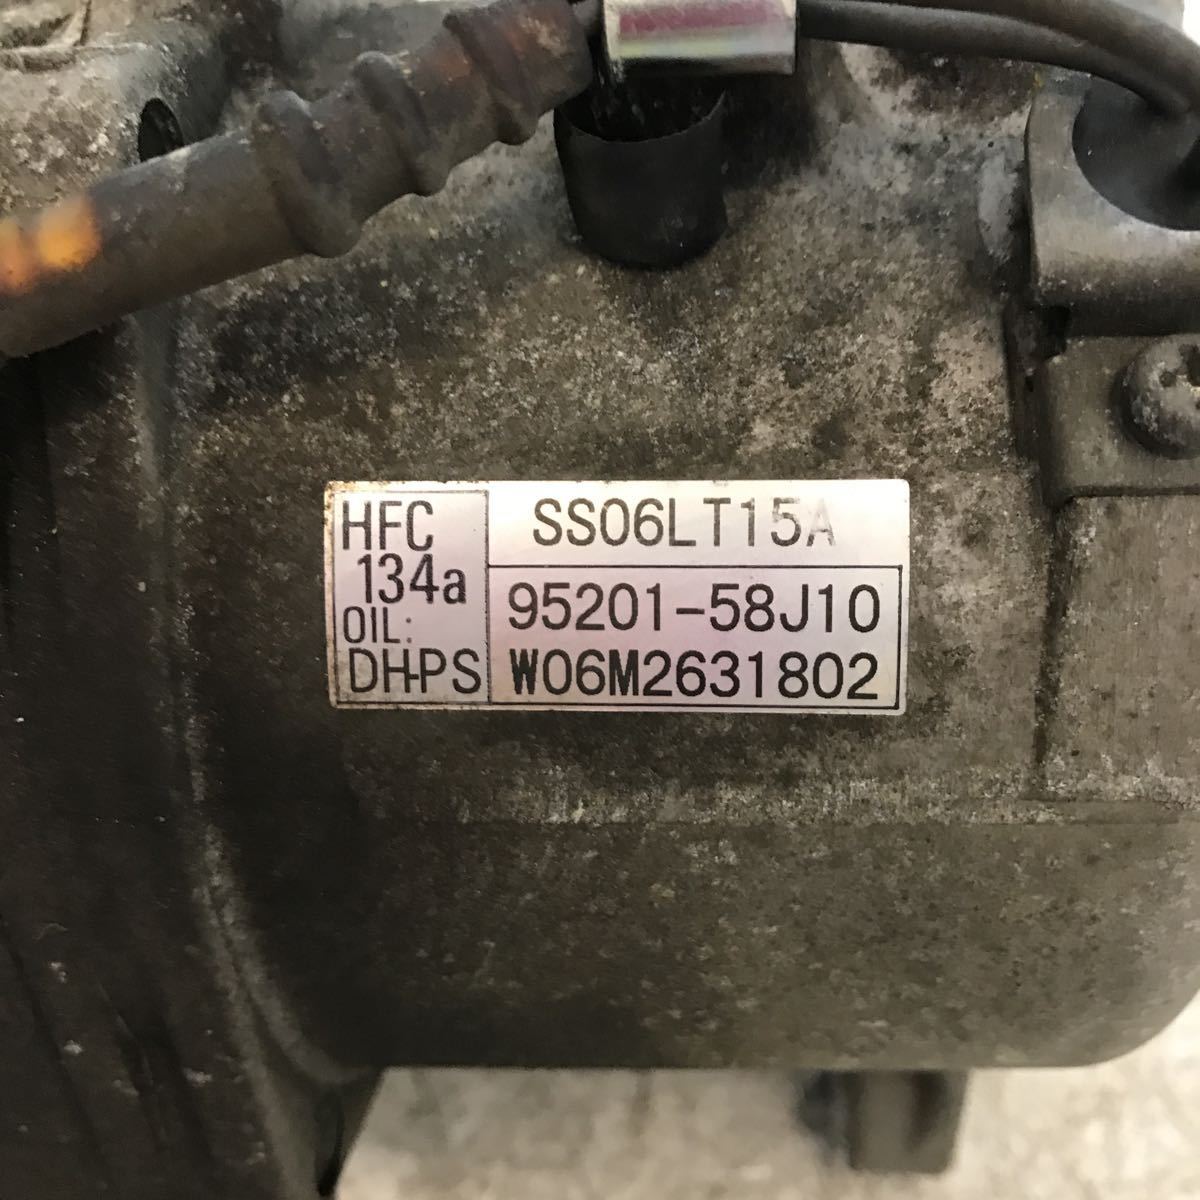 HFC
134a
OIL:
DH-PS
SS06LT15A
95201-58J10
W06M2631802